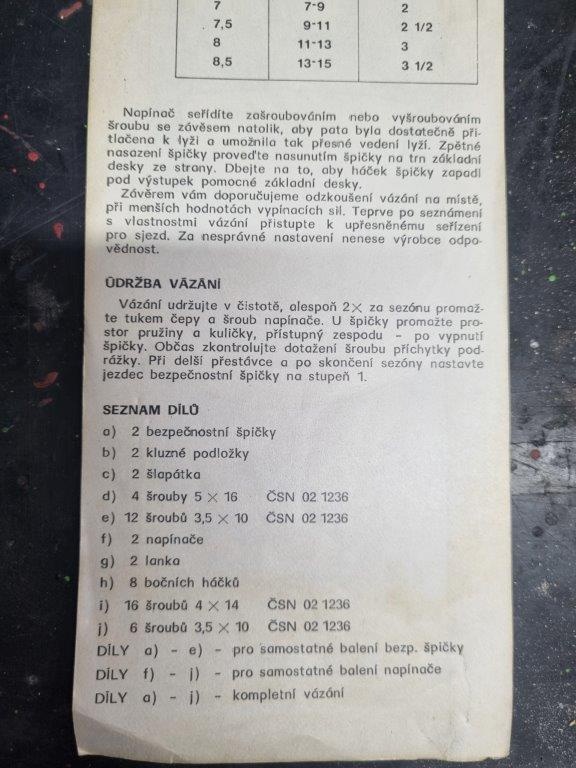 7 7-9 2
7,5 9-11 2 1/2
8 11-13 3
8,5 13-15 3 1/2
Napínač seřídíte zašroubováním nebo vyšroubováním
šroubu se závěsem natolik, aby pata byla dostatečně při-
tlačena k lyži a umožnila tak přesné vedení lyží. Zpětné
nasazení špičky proveďte nasunutím špičky na trn základní
desky ze strany. Dbejte na to, aby háček špičky zapadl
pod výstupek pomocné základní desky.
Závěrem vám doporučujeme odzkoušení vázání na místě,
při menších hodnotách vypínacích sil. Teprve po seznámení
s vlastnostmi vázání přistupte k upřesněnému seřízení
pro sjezd. Za nesprávné nastavení nenese výrobce odpo-
vědnost.
ÚDRŽBA VÁZÁNÍ
Vázání udržujte v čistotě, alespoň 2× za sezónu promaž-
te tukem čepy a šroub napínače. U špičky promažte pro-
stor pružiny a kuličky, přístupný zespodu - po vypnutí
špičky. Občas zkontrolujte dotažení šroubu příchytky pod-
rážky. Při delší přestávce a po skončení sezóny nastavte
jezdec bezpečnostní špičky na stupeň 1.
SEZNAM DÍLŮ
a) 2 bezpečnostní špičky
b) 2 kluzné podložky
c) 2 šlapátka
d) 4 šrouby 5 × 16 ČSN 02 1236
e) 12 šroubů 3,5 × 10 ČSN 02 1236
f) 2 napínače
g) 2 lanka
h) 8 bočních háčků
i) 16 šroubů 4 × 14 ČSN 02 1236
j) 6 šroubů 3,5 × 10 ČSN 02 1236
DÍLY a) - e) - pro samostatné balení bezp. špičky
DÍLY f) - j) - pro samostatné balení napínače
DÍLY a) - j) - kompletní vázání